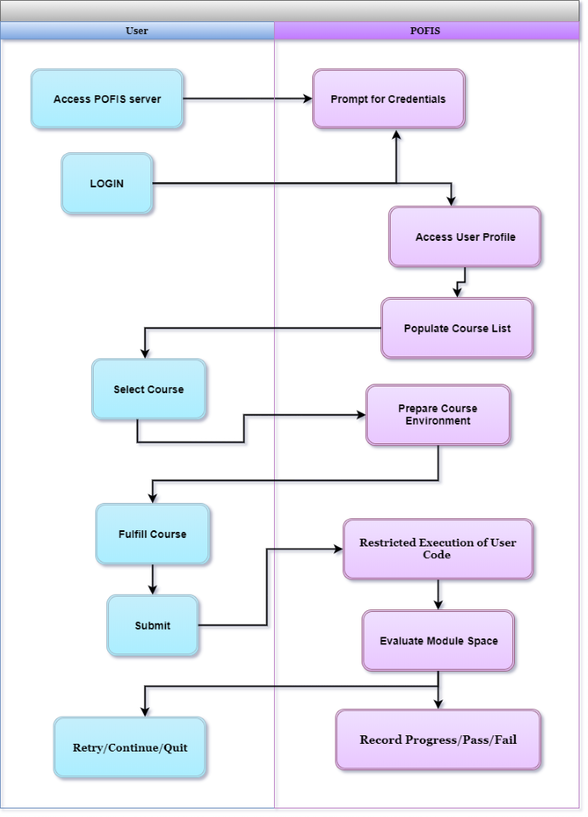 User
POFIS
Access POFIS server
Prompt for Credentials
LOGIN
Access User Profile
Populate Course List
Select Course
Prepare Course
Environment
Fulfill Course
Restricted Execution of User
Code
Submit
Evaluate Module Space
Retry/Continue/Quit
Record Progress/Pass/Fail